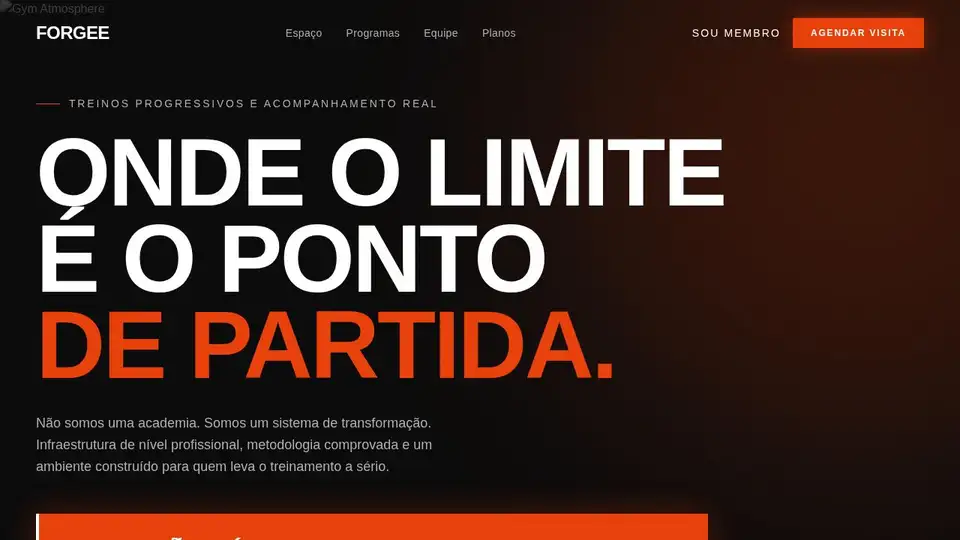 Gym Atmosphere
FORGEE
Espaço
Programas
Equipe
Planos
SOU MEMBRO
AGENDAR VISITA
TREINOS PROGRESSIVOS E ACOMPANHAMENTO REAL
ONDE O LIMITE
É O PONTO
DE PARTIDA.
Não somos uma academia. Somos um sistema de transformação.
Infraestrutura de nível profissional, metodologia comprovada e um
ambiente construído para quem leva o treinamento a sério.